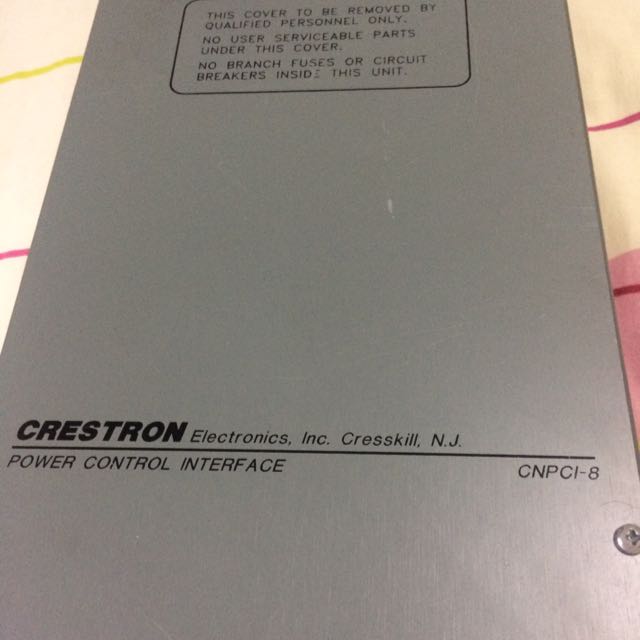 THIS COVER TO BE REMOVED BY
QUALIFIED PERSONNEL ONLY.
NO USER SERVICEABLE PARTS
UNDER THIS COVER.
NO BRANCH FUSES OR CIRCUIT
BREAKERS INSIDE THIS UNIT.
CRESTRON Electronics, Inc. Cresskill, N.J.
POWER CONTROL INTERFACE CNPCI-8